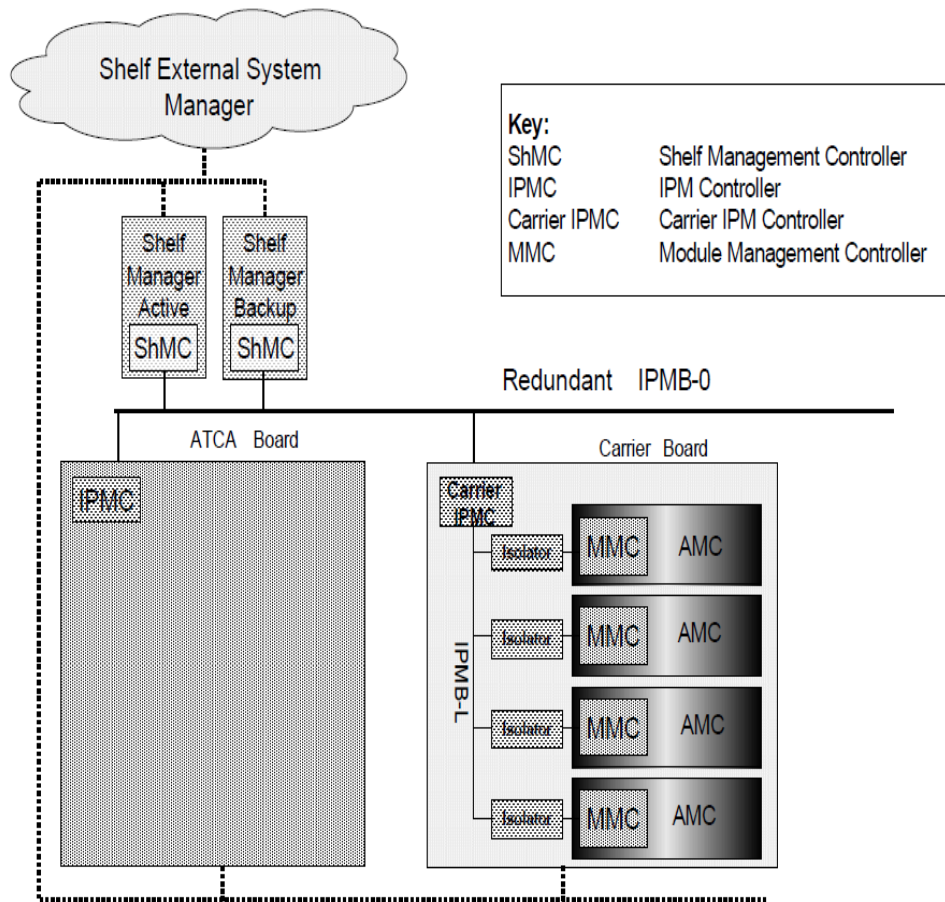 Shelf External System
Manager
Key:
ShMC Shelf Management Controller
IPMC IPM Controller
Carrier IPMC Carrier IPM Controller
MMC Module Management Controller
Shelf
Manager
Active
ShMC
Shelf
Manager
Backup
ShMC
Redundant IPMB-0
ATCA Board
Carrier Board
IPMC
Carrier
IPMC
IPMB-L
Isolator
MMC AMC
Isolator
MMC AMC
Isolator
MMC AMC
Isolator
MMC AMC